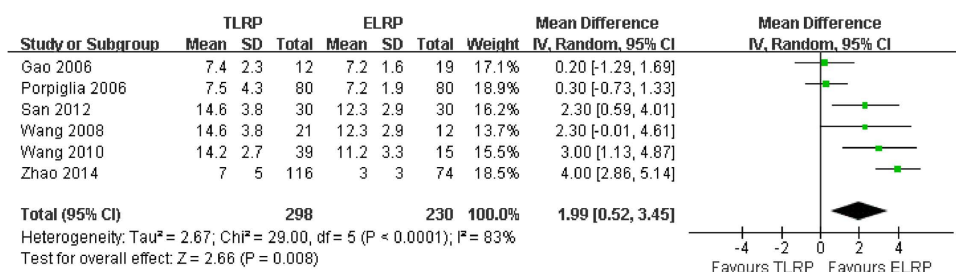 TLRP ELRP Mean Difference Mean Difference
Study or Subgroup Mean SD Total Mean SD Total Weight IV, Random, 95% CI IV, Random, 95% CI
Gao 2006 7.4 2.3 12 7.2 1.6 19 17.1% 0.20 [-1.29, 1.69]
Porpiglia 2006 7.5 4.3 80 7.2 1.9 80 18.9% 0.30 [-0.73, 1.33]
San 2012 14.6 3.8 30 12.3 2.9 30 16.2% 2.30 [0.59, 4.01]
Wang 2008 14.6 3.8 21 12.3 2.9 12 13.7% 2.30 [-0.01, 4.61]
Wang 2010 14.2 2.7 39 11.2 3.3 15 15.5% 3.00 [1.13, 4.87]
Zhao 2014 7 5 116 3 3 74 18.5% 4.00 [2.86, 5.14]
Total (95% CI) 298 230 100.0% 1.99 [0.52, 3.45]
Heterogeneity: Tau² = 2.67; Chi² = 29.00, df = 5 (P < 0.0001); I² = 83%
Test for overall effect: Z = 2.66 (P = 0.008)
-4 -2 0 2 4
Favours TLRP Favours ELRP